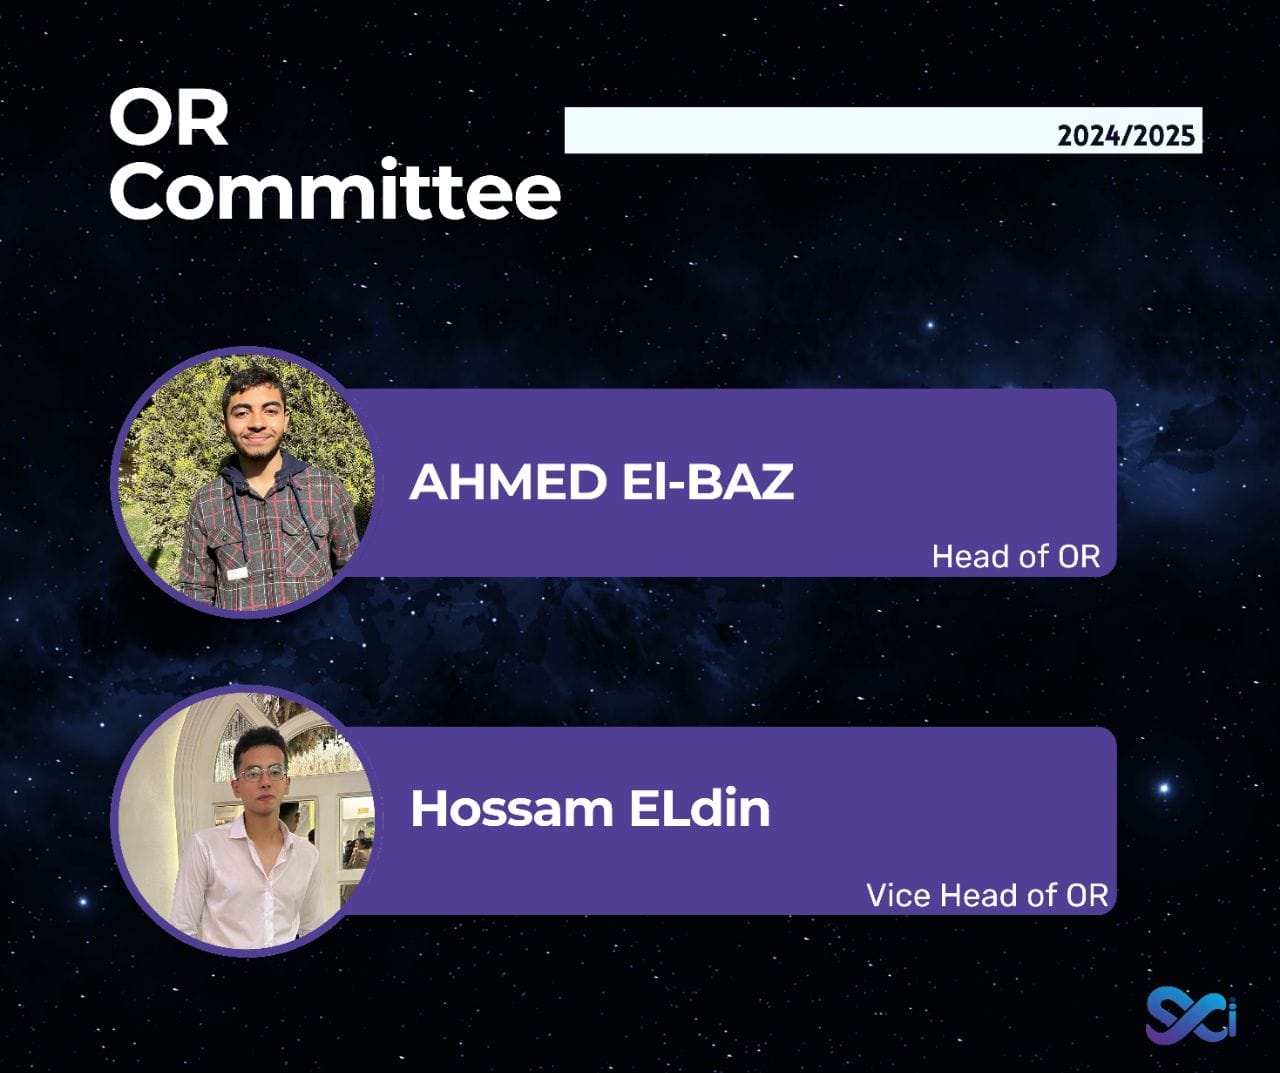 OR
Committee
2024/2025
AHMED El-BAZ
Head of OR
Hossam ELdin
Vice Head of OR